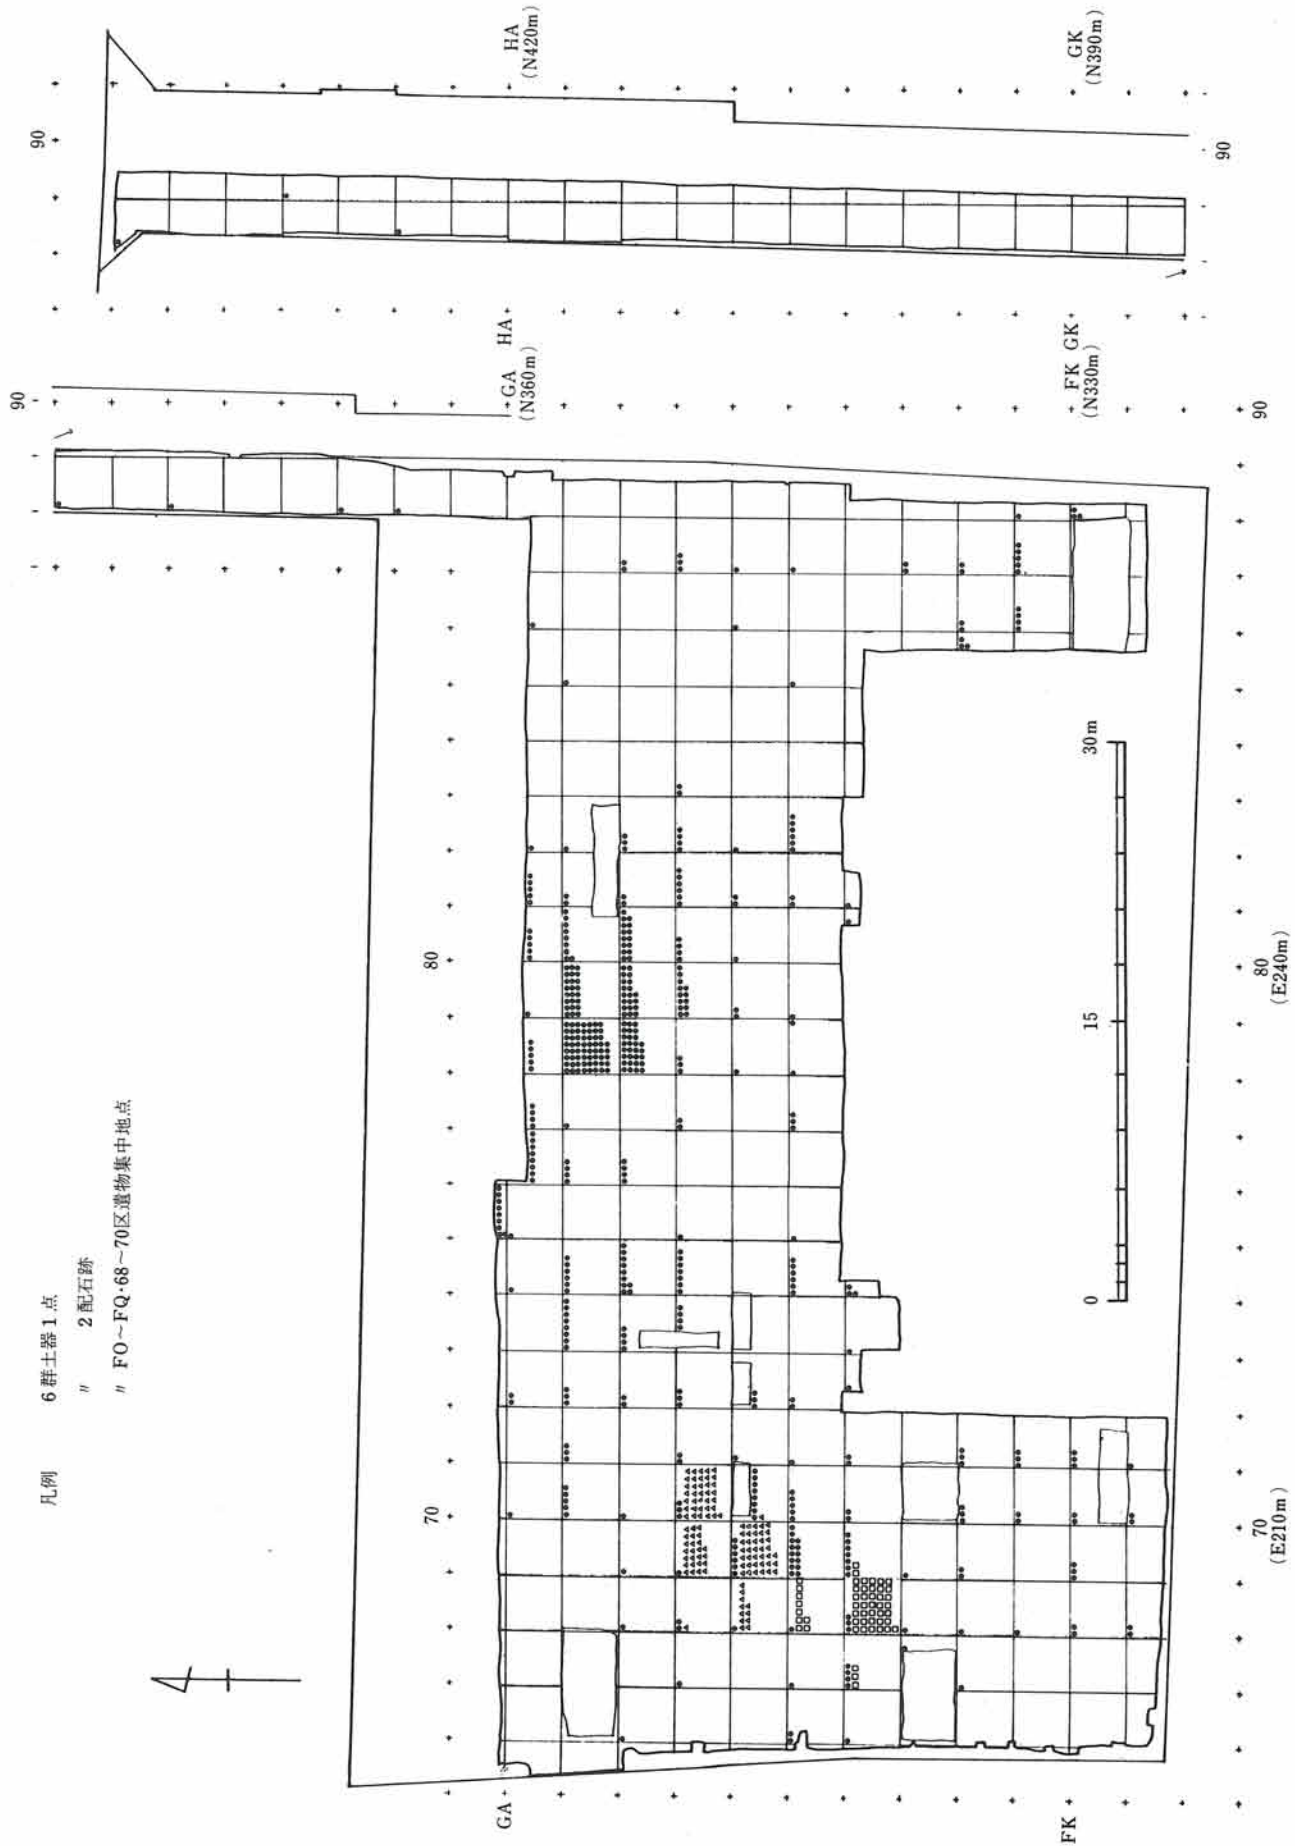 凡例 6群土器1点
〃 2配石跡
〃 FO~FQ・68~70区遺物集中地点
90
HA
(N420m)
GK
(N390m)
90
90
GA
(N360m)
HA
FK GK
(N330m)
90
80
80
(E240m)
70
70
(E210m)
GA
FK
0 15 30m